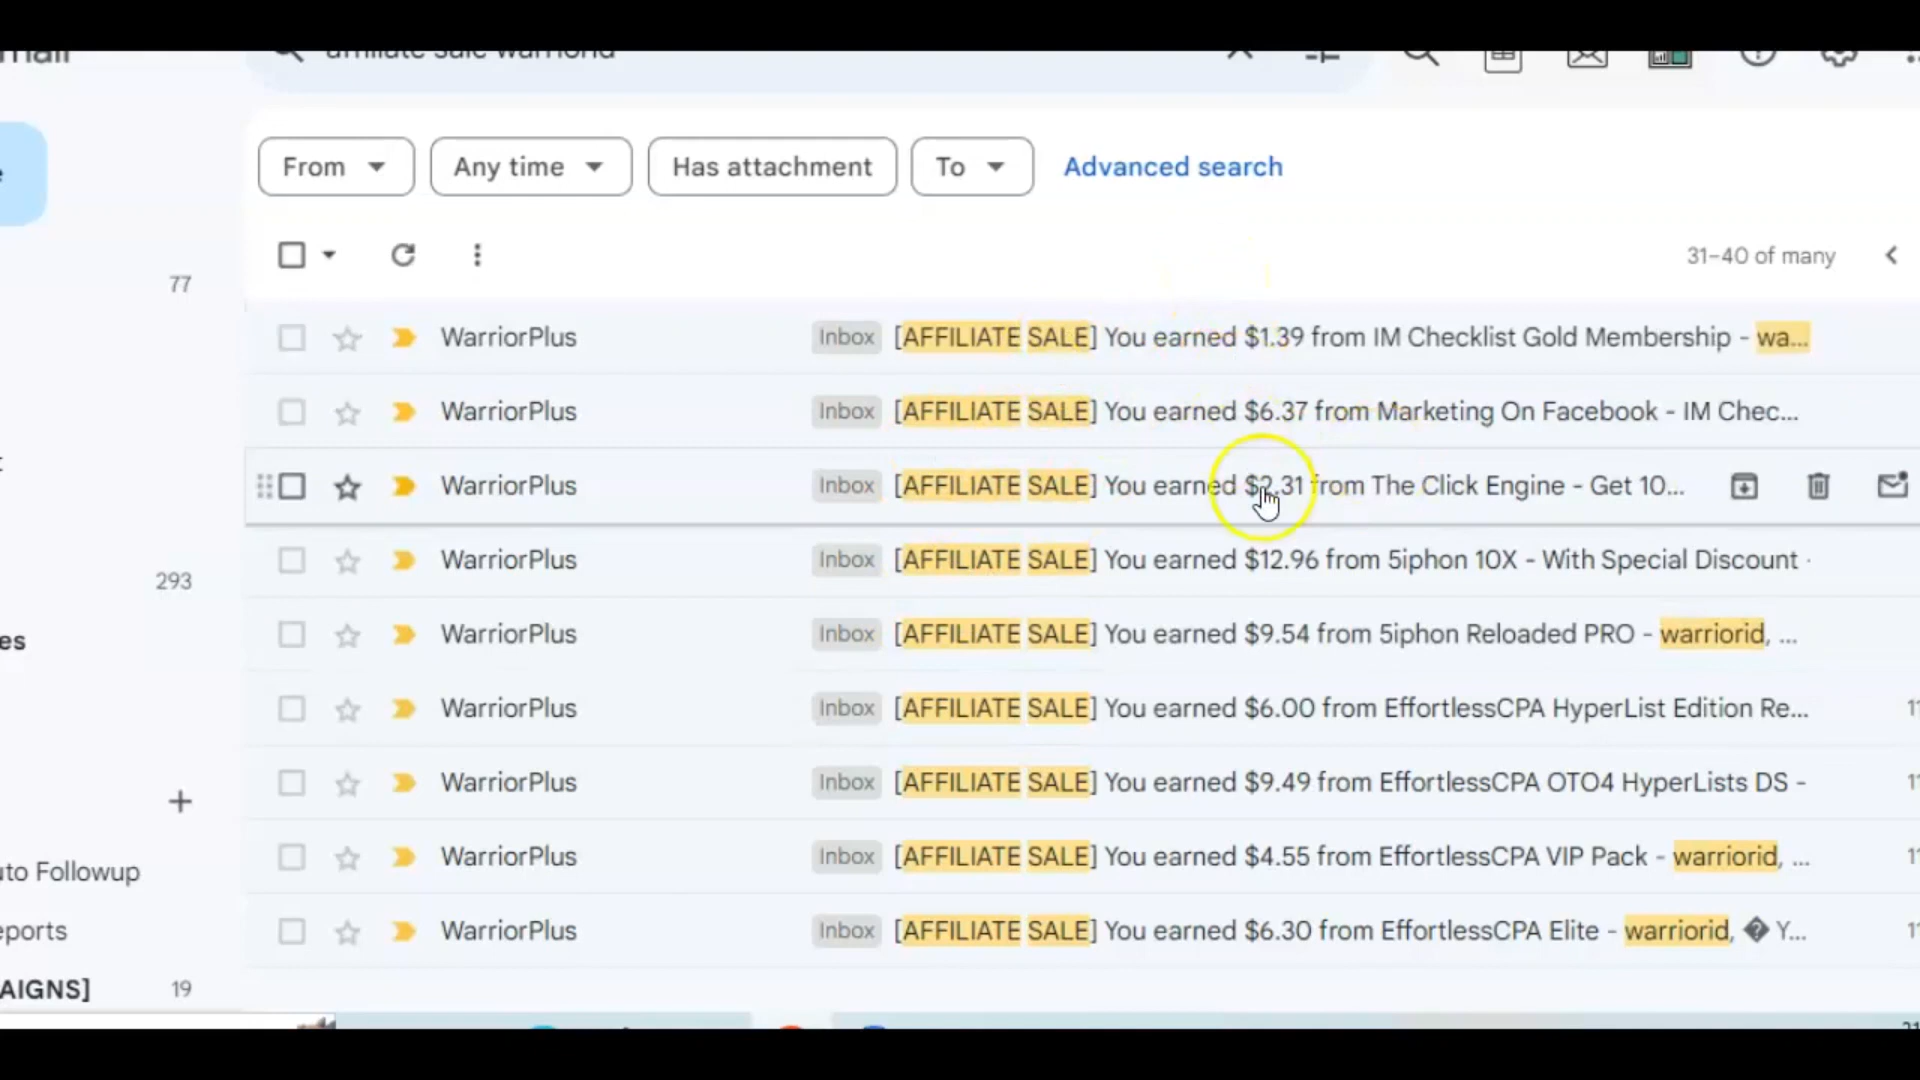 affiliate sale warriorid
From
Any time
Has attachment
To
Advanced search
31–40 of many
77
WarriorPlus Inbox [AFFILIATE SALE] You earned $1.39 from IM Checklist Gold Membership - wa...
WarriorPlus Inbox [AFFILIATE SALE] You earned $6.37 from Marketing On Facebook - IM Chec...
WarriorPlus Inbox [AFFILIATE SALE] You earned $2.31 from The Click Engine - Get 10...
WarriorPlus Inbox [AFFILIATE SALE] You earned $12.96 from 5iphon 10X - With Special Discount
293
WarriorPlus Inbox [AFFILIATE SALE] You earned $9.54 from 5iphon Reloaded PRO - warriorid, ...
es
WarriorPlus Inbox [AFFILIATE SALE] You earned $6.00 from EffortlessCPA HyperList Edition Re...
WarriorPlus Inbox [AFFILIATE SALE] You earned $9.49 from EffortlessCPA OTO4 HyperLists DS -
WarriorPlus Inbox [AFFILIATE SALE] You earned $4.55 from EffortlessCPA VIP Pack - warriorid, ...
uto Followup
WarriorPlus Inbox [AFFILIATE SALE] You earned $6.30 from EffortlessCPA Elite - warriorid, � Y...
eports
AIGNS] 19